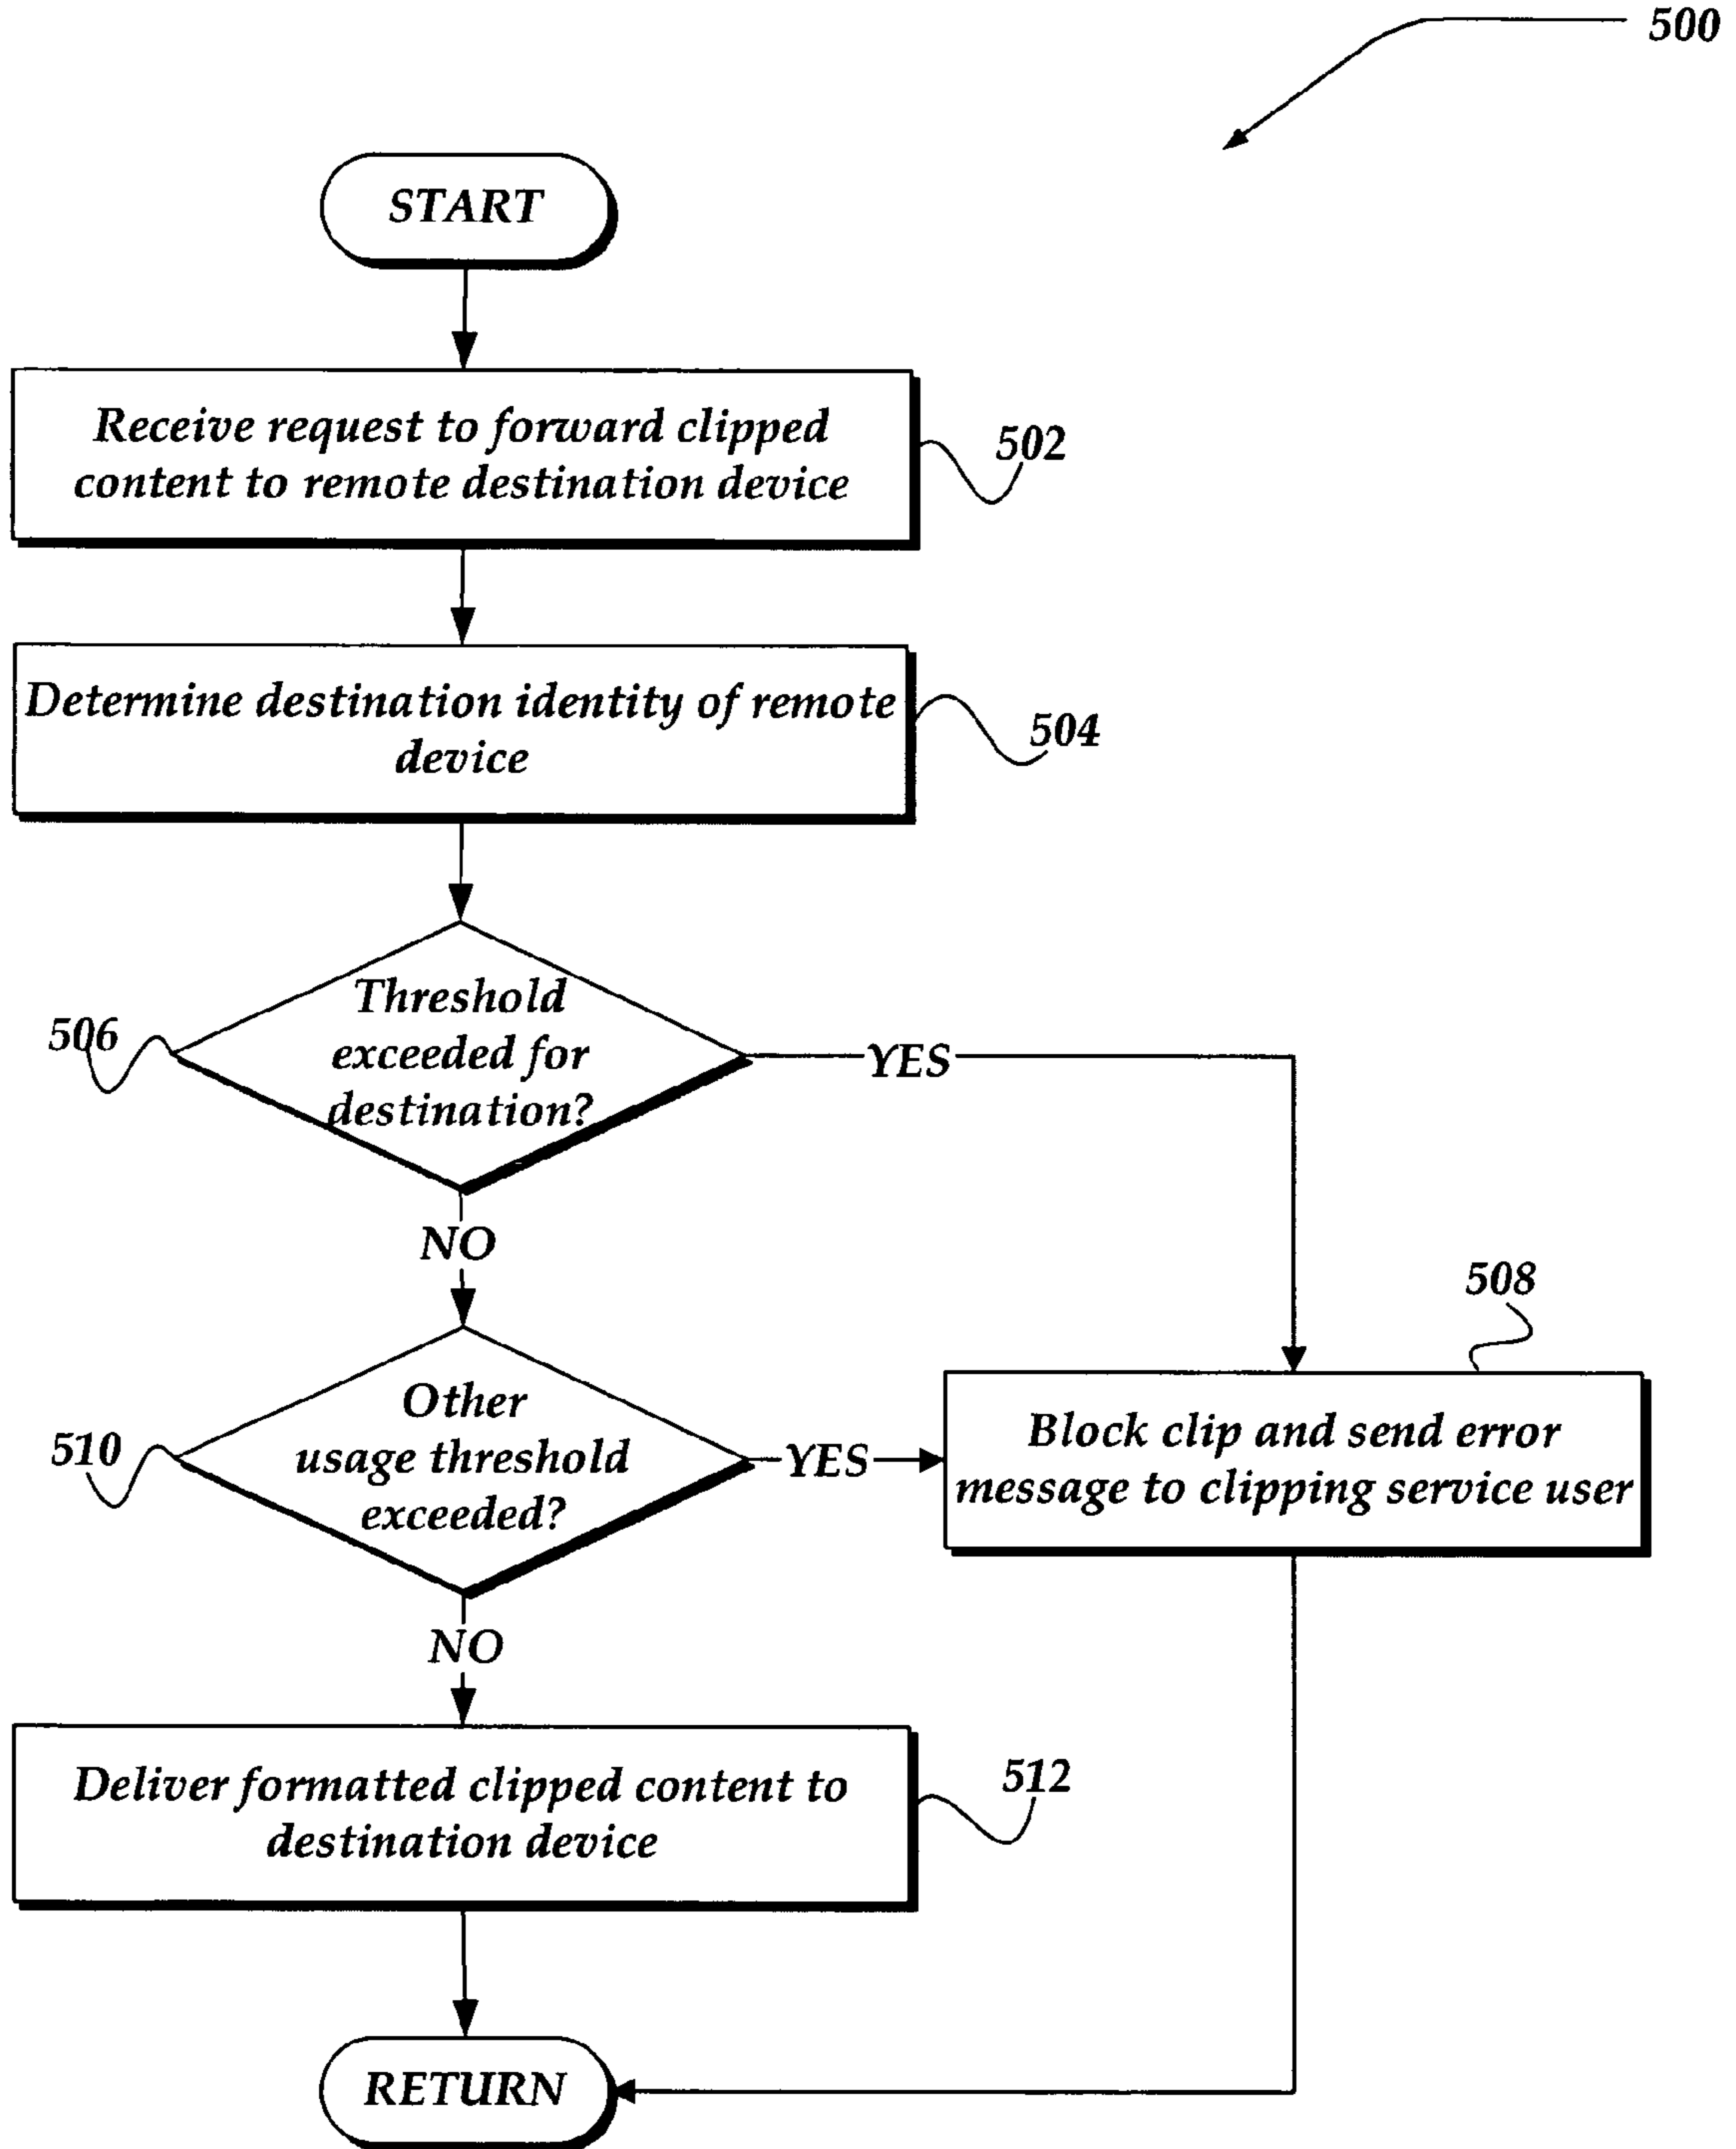 500
START
Receive request to forward clipped
content to remote destination device
502
Determine destination identity of remote
device
504
Threshold
exceeded for
destination?
506
YES
NO
508
Other
usage threshold
exceeded?
510
YES
Block clip and send error
message to clipping service user
NO
Deliver formatted clipped content to
destination device
512
RETURN